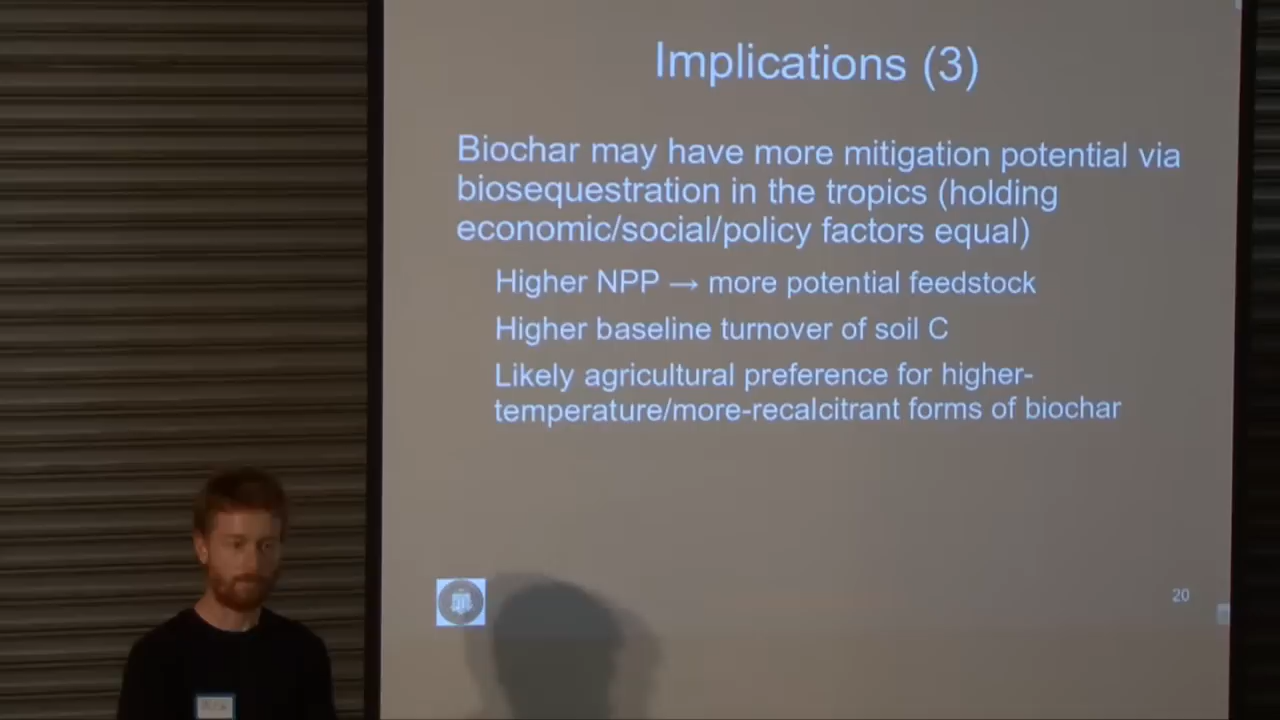 Implications (3)
Biochar may have more mitigation potential via
biosequestration in the tropics (holding
economic/social/policy factors equal)
Higher NPP → more potential feedstock
Higher baseline turnover of soil C
Likely agricultural preference for higher-
temperature/more-recalcitrant forms of biochar
20